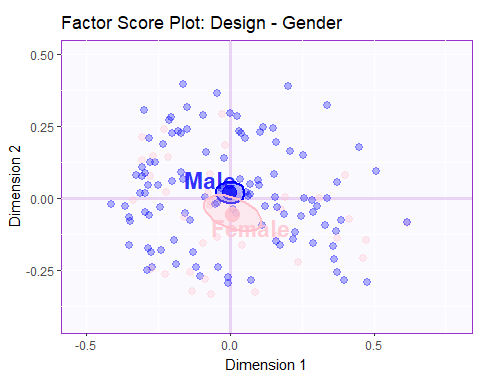 Factor Score Plot: Design - Gender
0.50
0.25
0.00
-0.25
Dimension 2
Male
Female
-0.5
0.0
0.5
Dimension 1